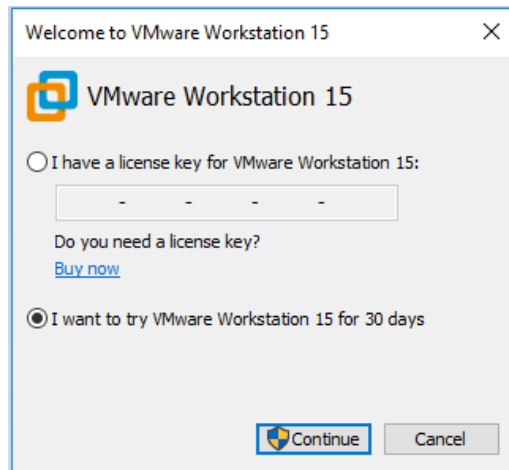 Welcome to VMware Workstation 15
VMware Workstation 15
I have a license key for VMware Workstation 15:
- - - -
Do you need a license key?
Buy now
I want to try VMware Workstation 15 for 30 days
Continue Cancel